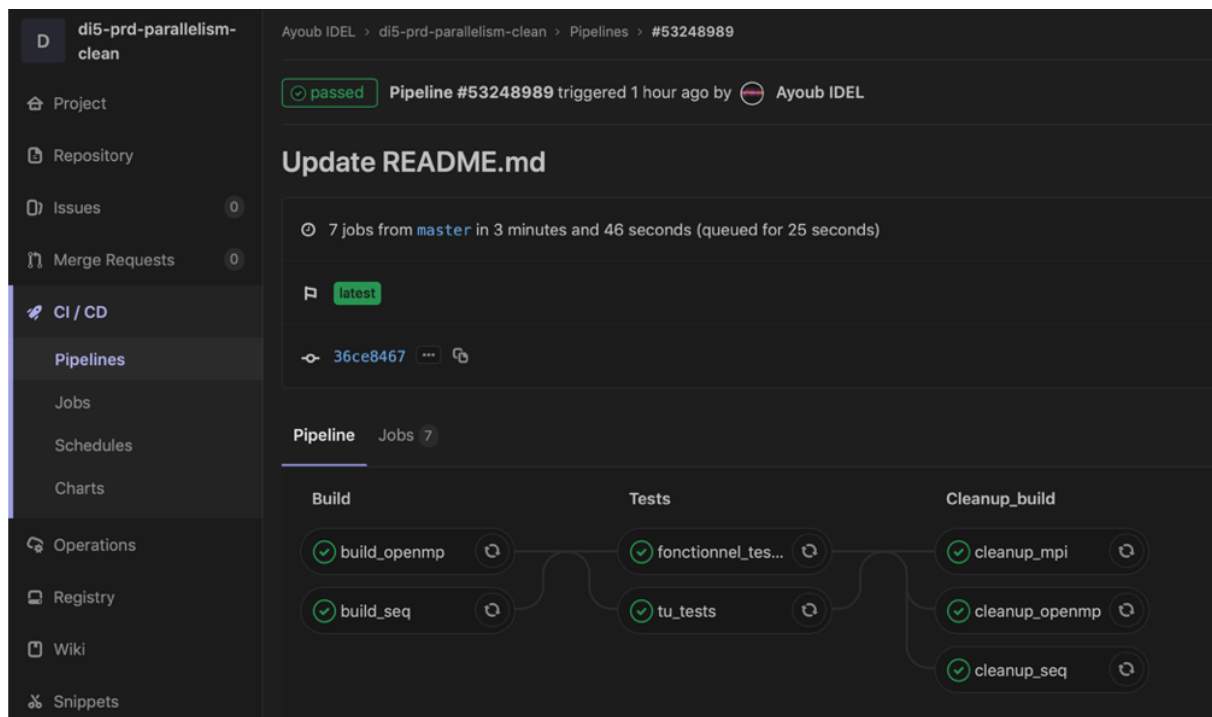 D
di5-prd-parallelism-
clean
Project
Repository
Issues 0
Merge Requests 0
CI / CD
Pipelines
Jobs
Schedules
Charts
Operations
Registry
Wiki
Snippets
Ayoub IDEL > di5-prd-parallelism-clean > Pipelines > #53248989
passed Pipeline #53248989 triggered 1 hour ago by Ayoub IDEL
Update README.md
7 jobs from master in 3 minutes and 46 seconds (queued for 25 seconds)
latest
36ce8467 ...
Pipeline Jobs 7
Build Tests Cleanup_build
build_openmp fonctionnel_tes... cleanup_mpi
build_seq tu_tests cleanup_openmp
cleanup_seq